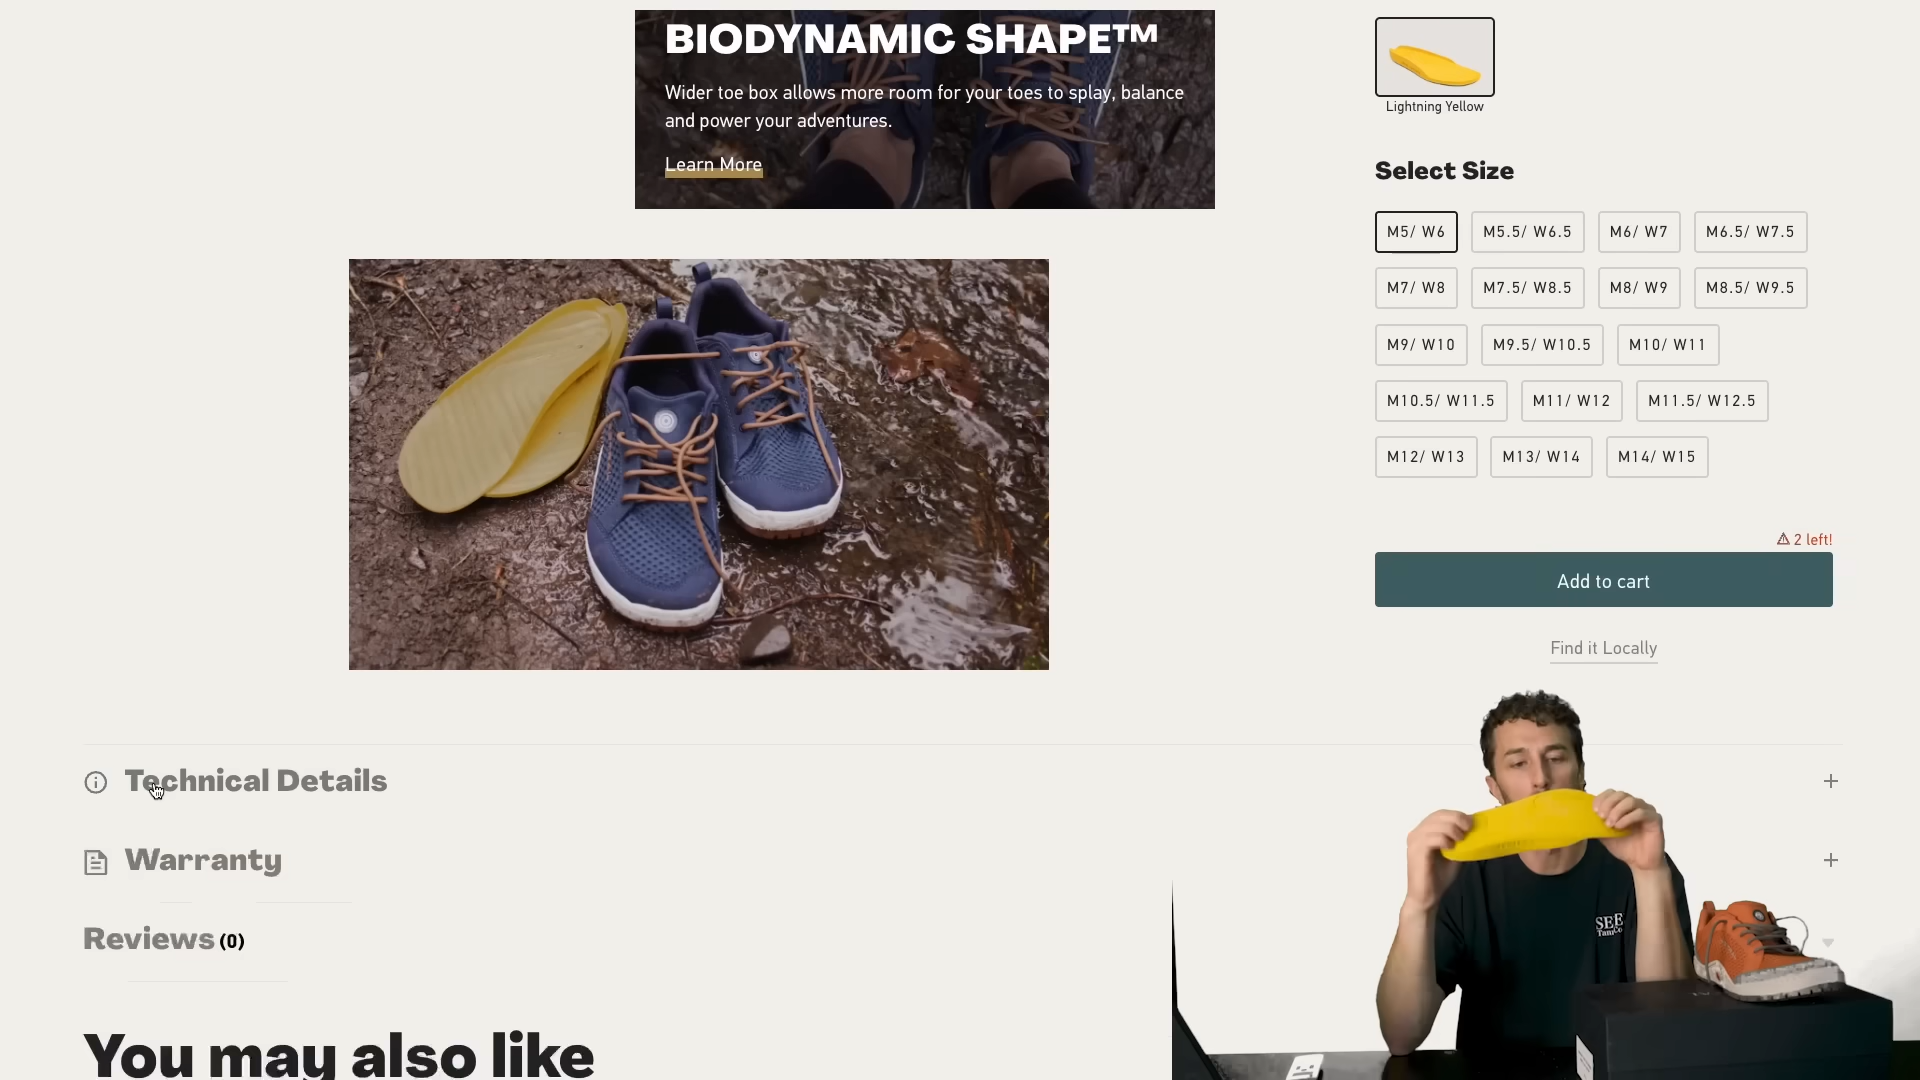 BIODYNAMIC SHAPE™
Wider toe box allows more room for your toes to splay, balance
and power your adventures.
Learn More
Lightning Yellow
Select Size
M5/ W6
M5.5/ W6.5
M6/ W7
M6.5/ W7.5
M7/ W8
M7.5/ W8.5
M8/ W9
M8.5/ W9.5
M9/ W10
M9.5/ W10.5
M10/ W11
M10.5/ W11.5
M11/ W12
M11.5/ W12.5
M12/ W13
M13/ W14
M14/ W15
2 left!
Add to cart
Find it Locally
Technical Details
Warranty
Reviews (0)
You may also like